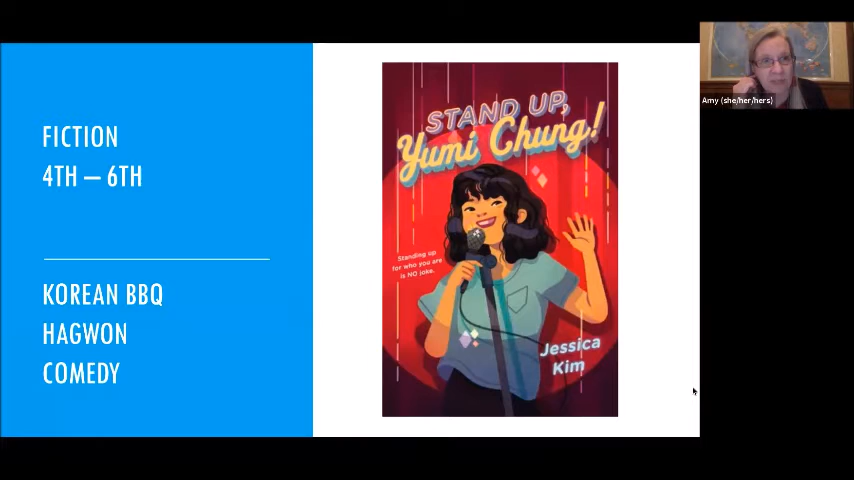 FICTION
4TH – 6TH
KOREAN BBQ
HAGWON
COMEDY
STAND UP,
Yumi Chung!
Standing up
for who you are
is NO joke.
Jessica
Kim
Amy (she/her/hers)